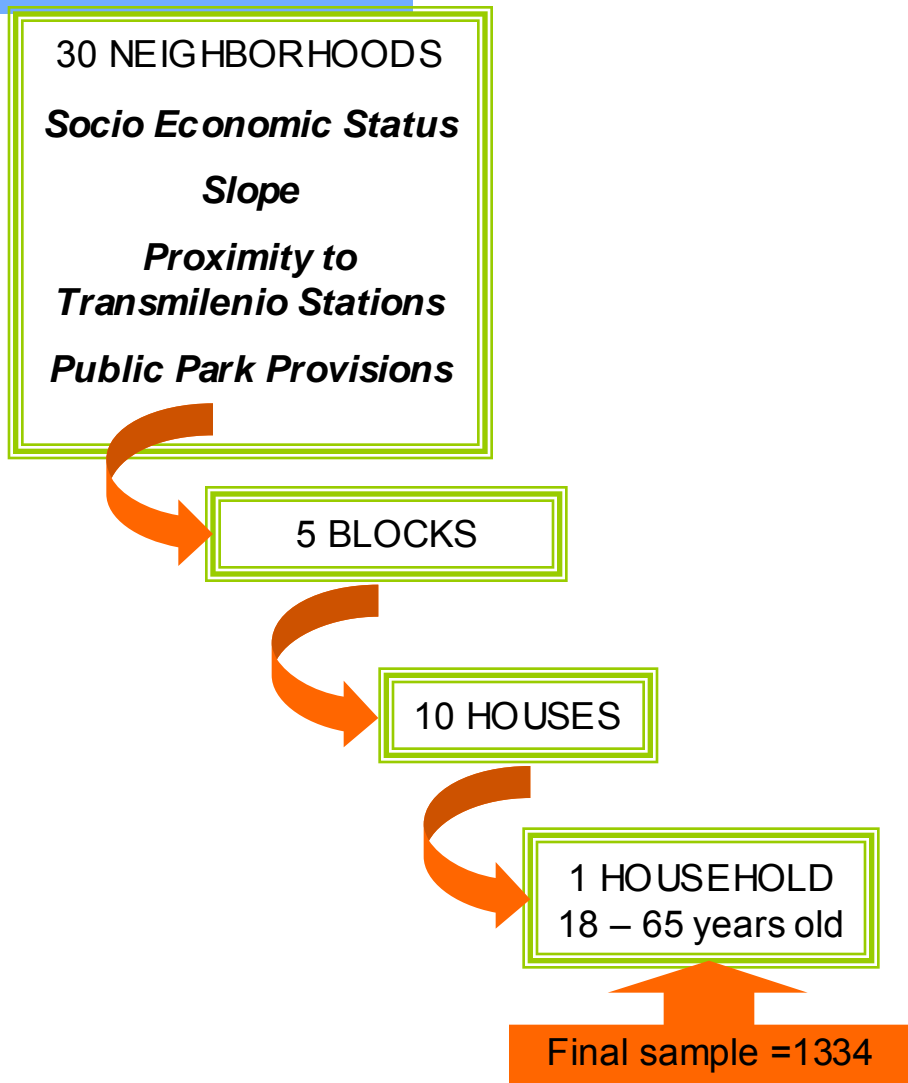 30 NEIGHBORHOODS
Socio Economic Status
Slope
Proximity to
Transmilenio Stations
Public Park Provisions
5 BLOCKS
10 HOUSES
1 HOUSEHOLD
18 – 65 years old
Final sample =1334